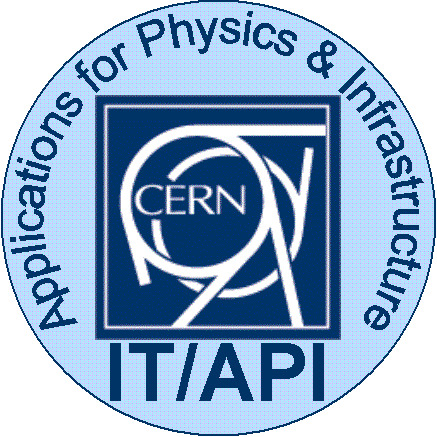 Applications for Physics & Infrastructure
CERN
IT/API